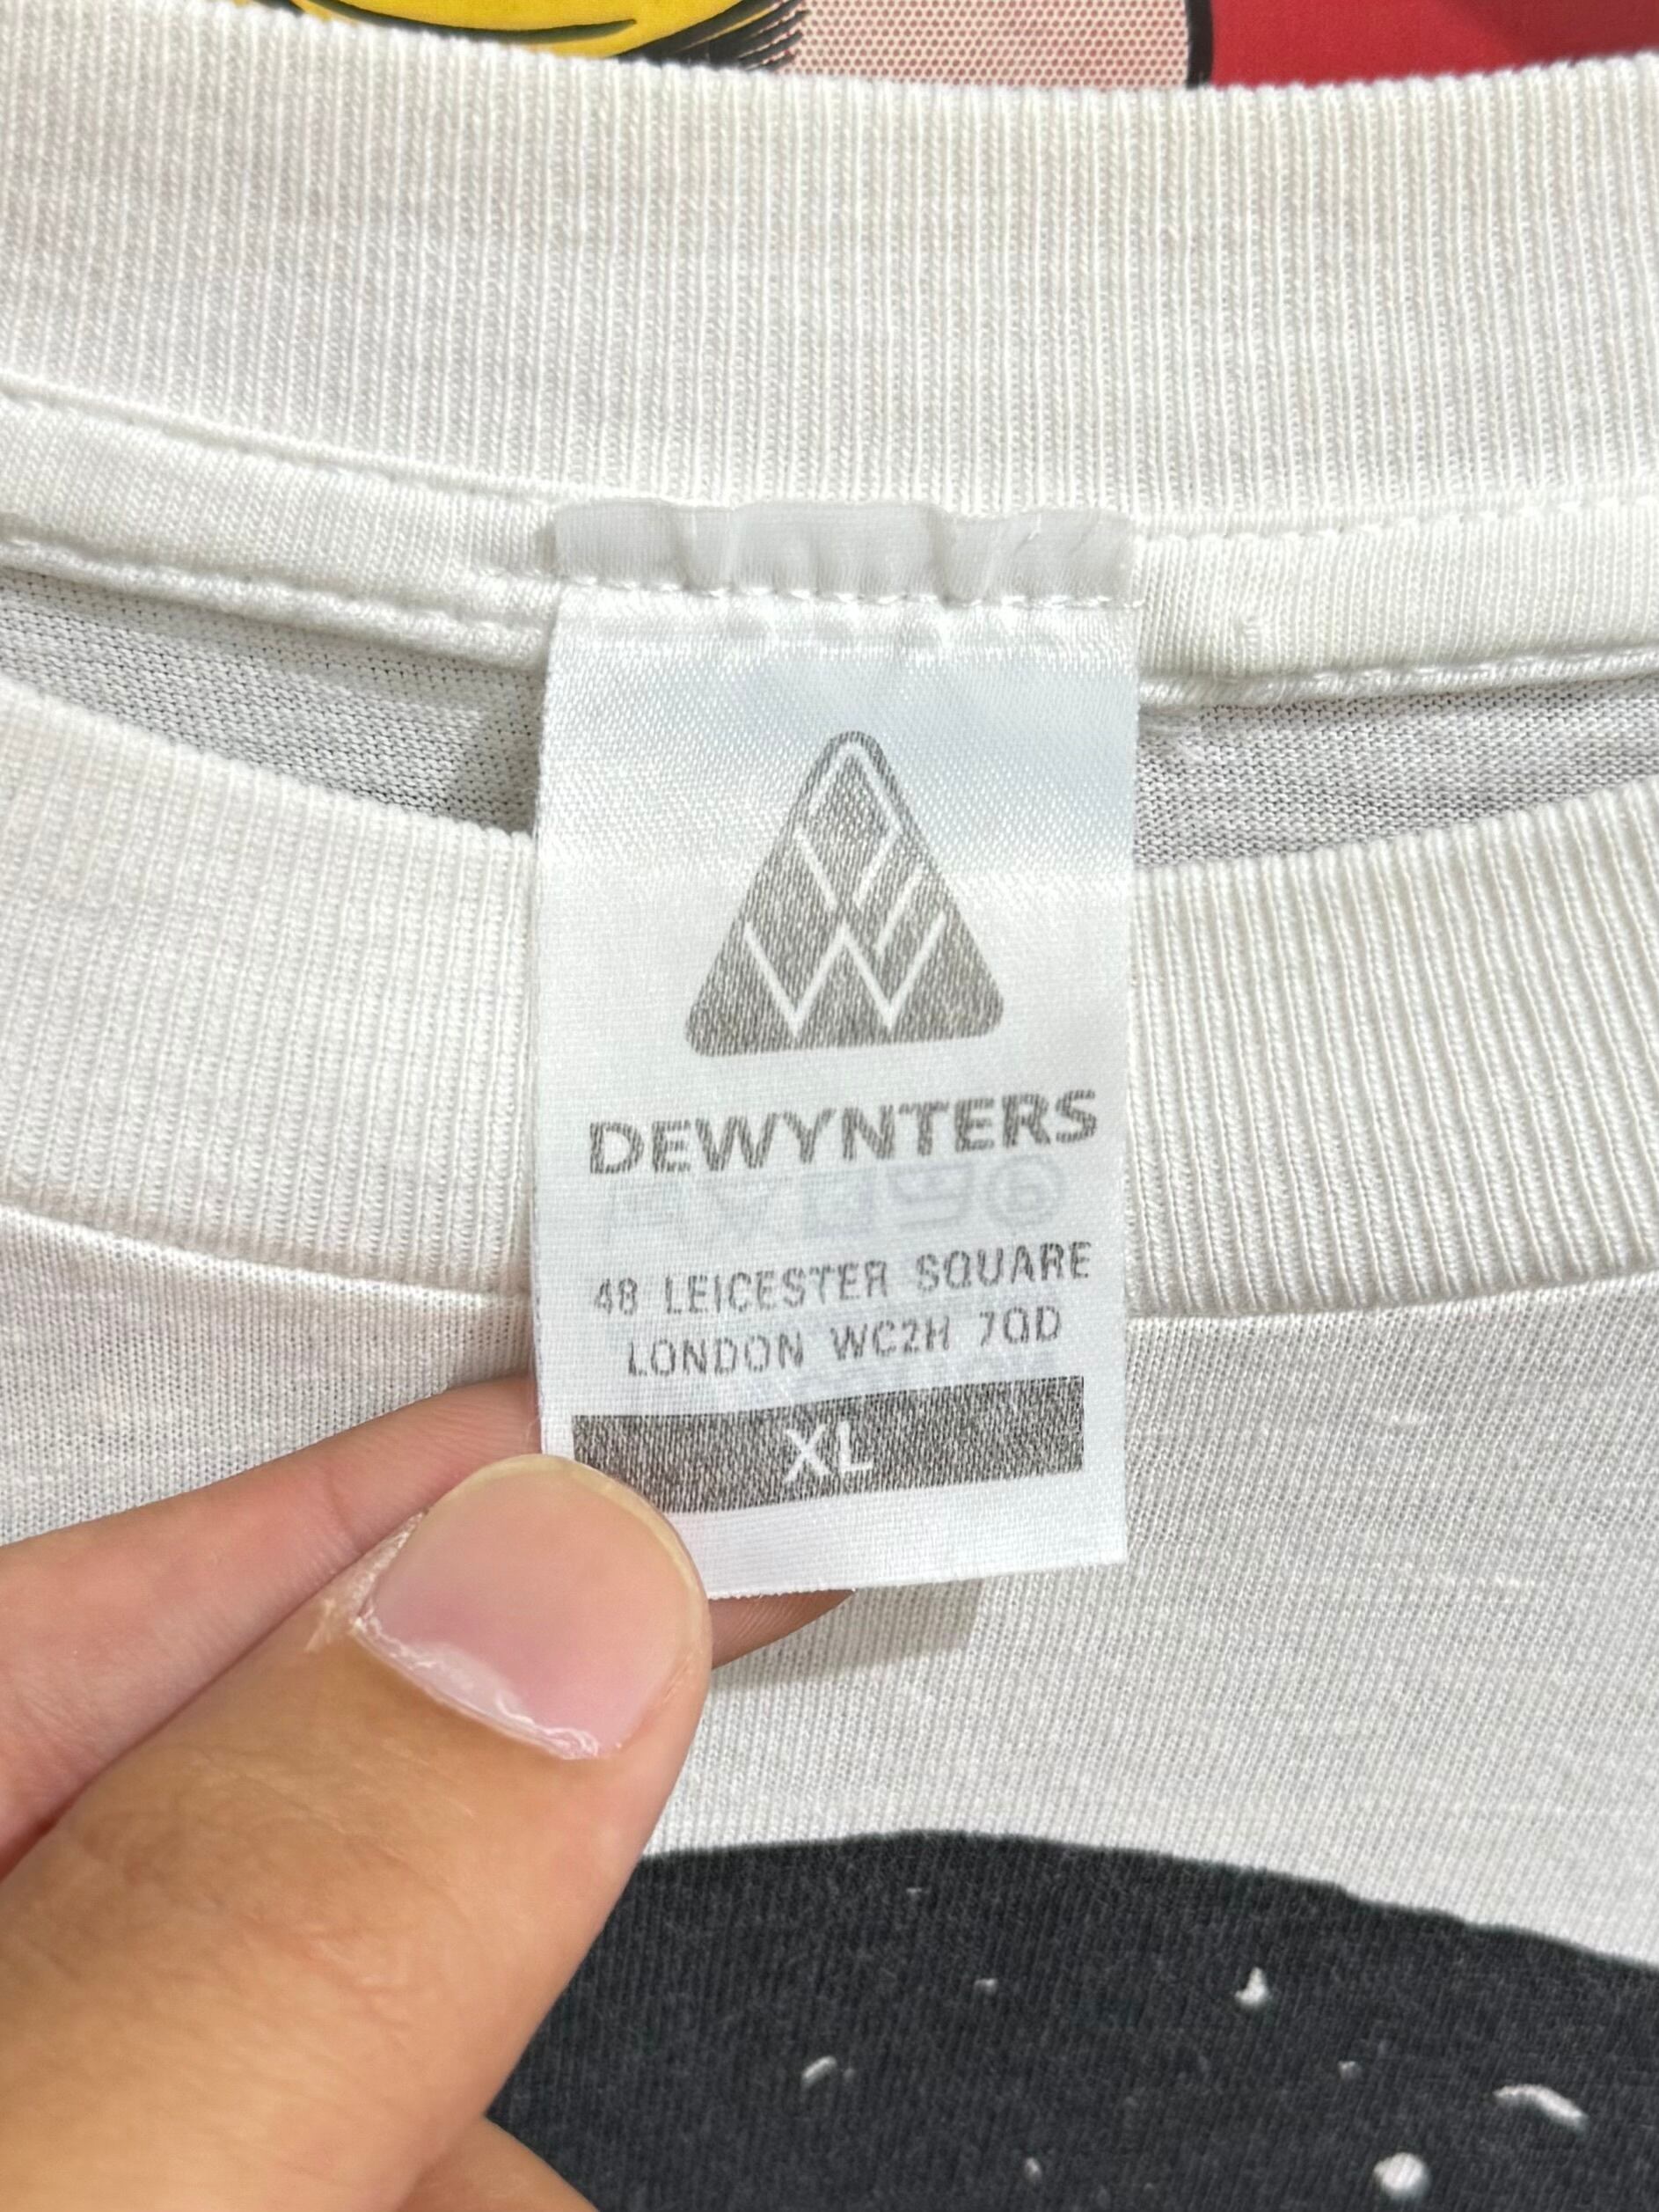 DEWYNTERS
48 LEICESTER SQUARE
LONDON WC2H 7QD
XL